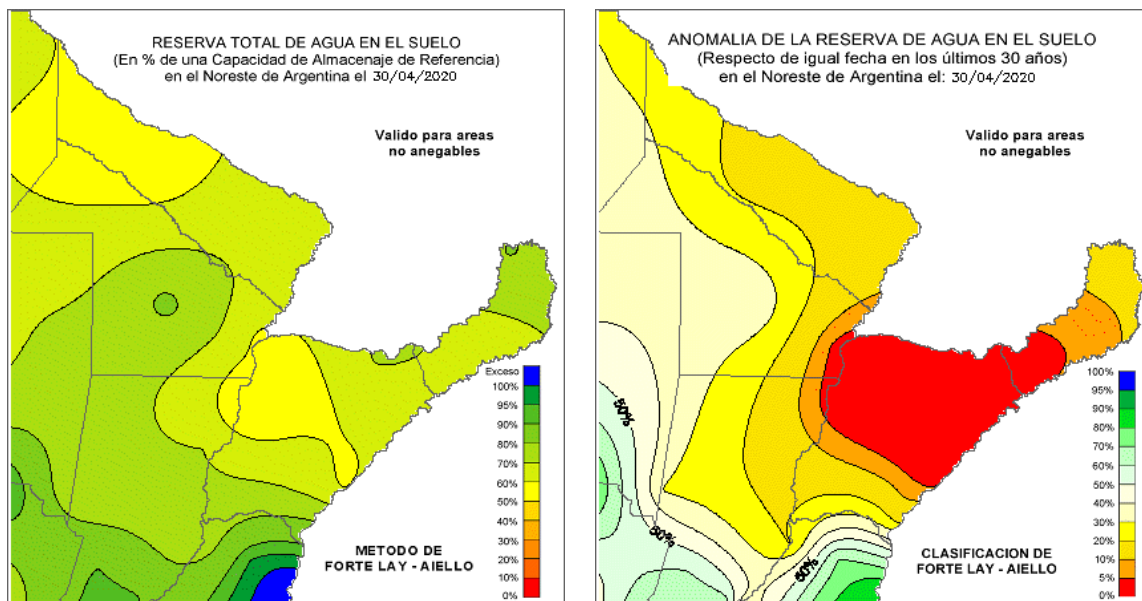 RESERVA TOTAL DE AGUA EN EL SUELO
(En % de una Capacidad de Almacenaje de Referencia)
en el Noreste de Argentina el 30/04/2020
Valido para areas
no anegables
Exceso
100%
90%
80%
70%
60%
50%
40%
30%
20%
10%
0%
METODO DE
FORTE LAY - AIELLO
ANOMALIA DE LA RESERVA DE AGUA EN EL SUELO
(Respecto de igual fecha en los últimos 30 años)
en el Noreste de Argentina el: 30/04/2020
Valido para areas
no anegables
50%
50%
50%
100%
95%
90%
80%
70%
60%
50%
40%
30%
20%
10%
5%
0%
CLASIFICACION DE
FORTE LAY - AIELLO